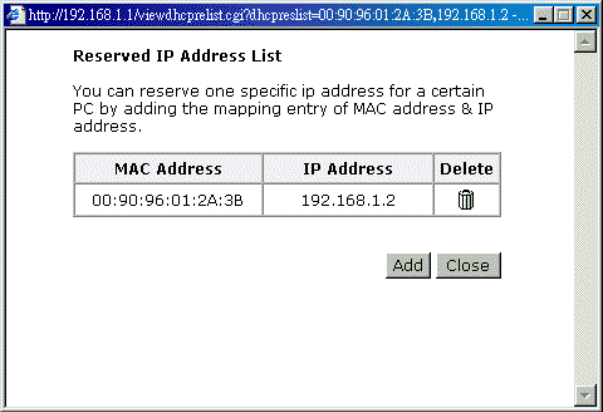 http://192.168.1.1/viewdhcprelist.cgi?dhcpreslist=00:90:96:01:2A:3B,192.168.1.2 -...
Reserved IP Address List
You can reserve one specific ip address for a certain
PC by adding the mapping entry of MAC address & IP
address.
MAC Address IP Address Delete
00:90:96:01:2A:3B 192.168.1.2
Add Close